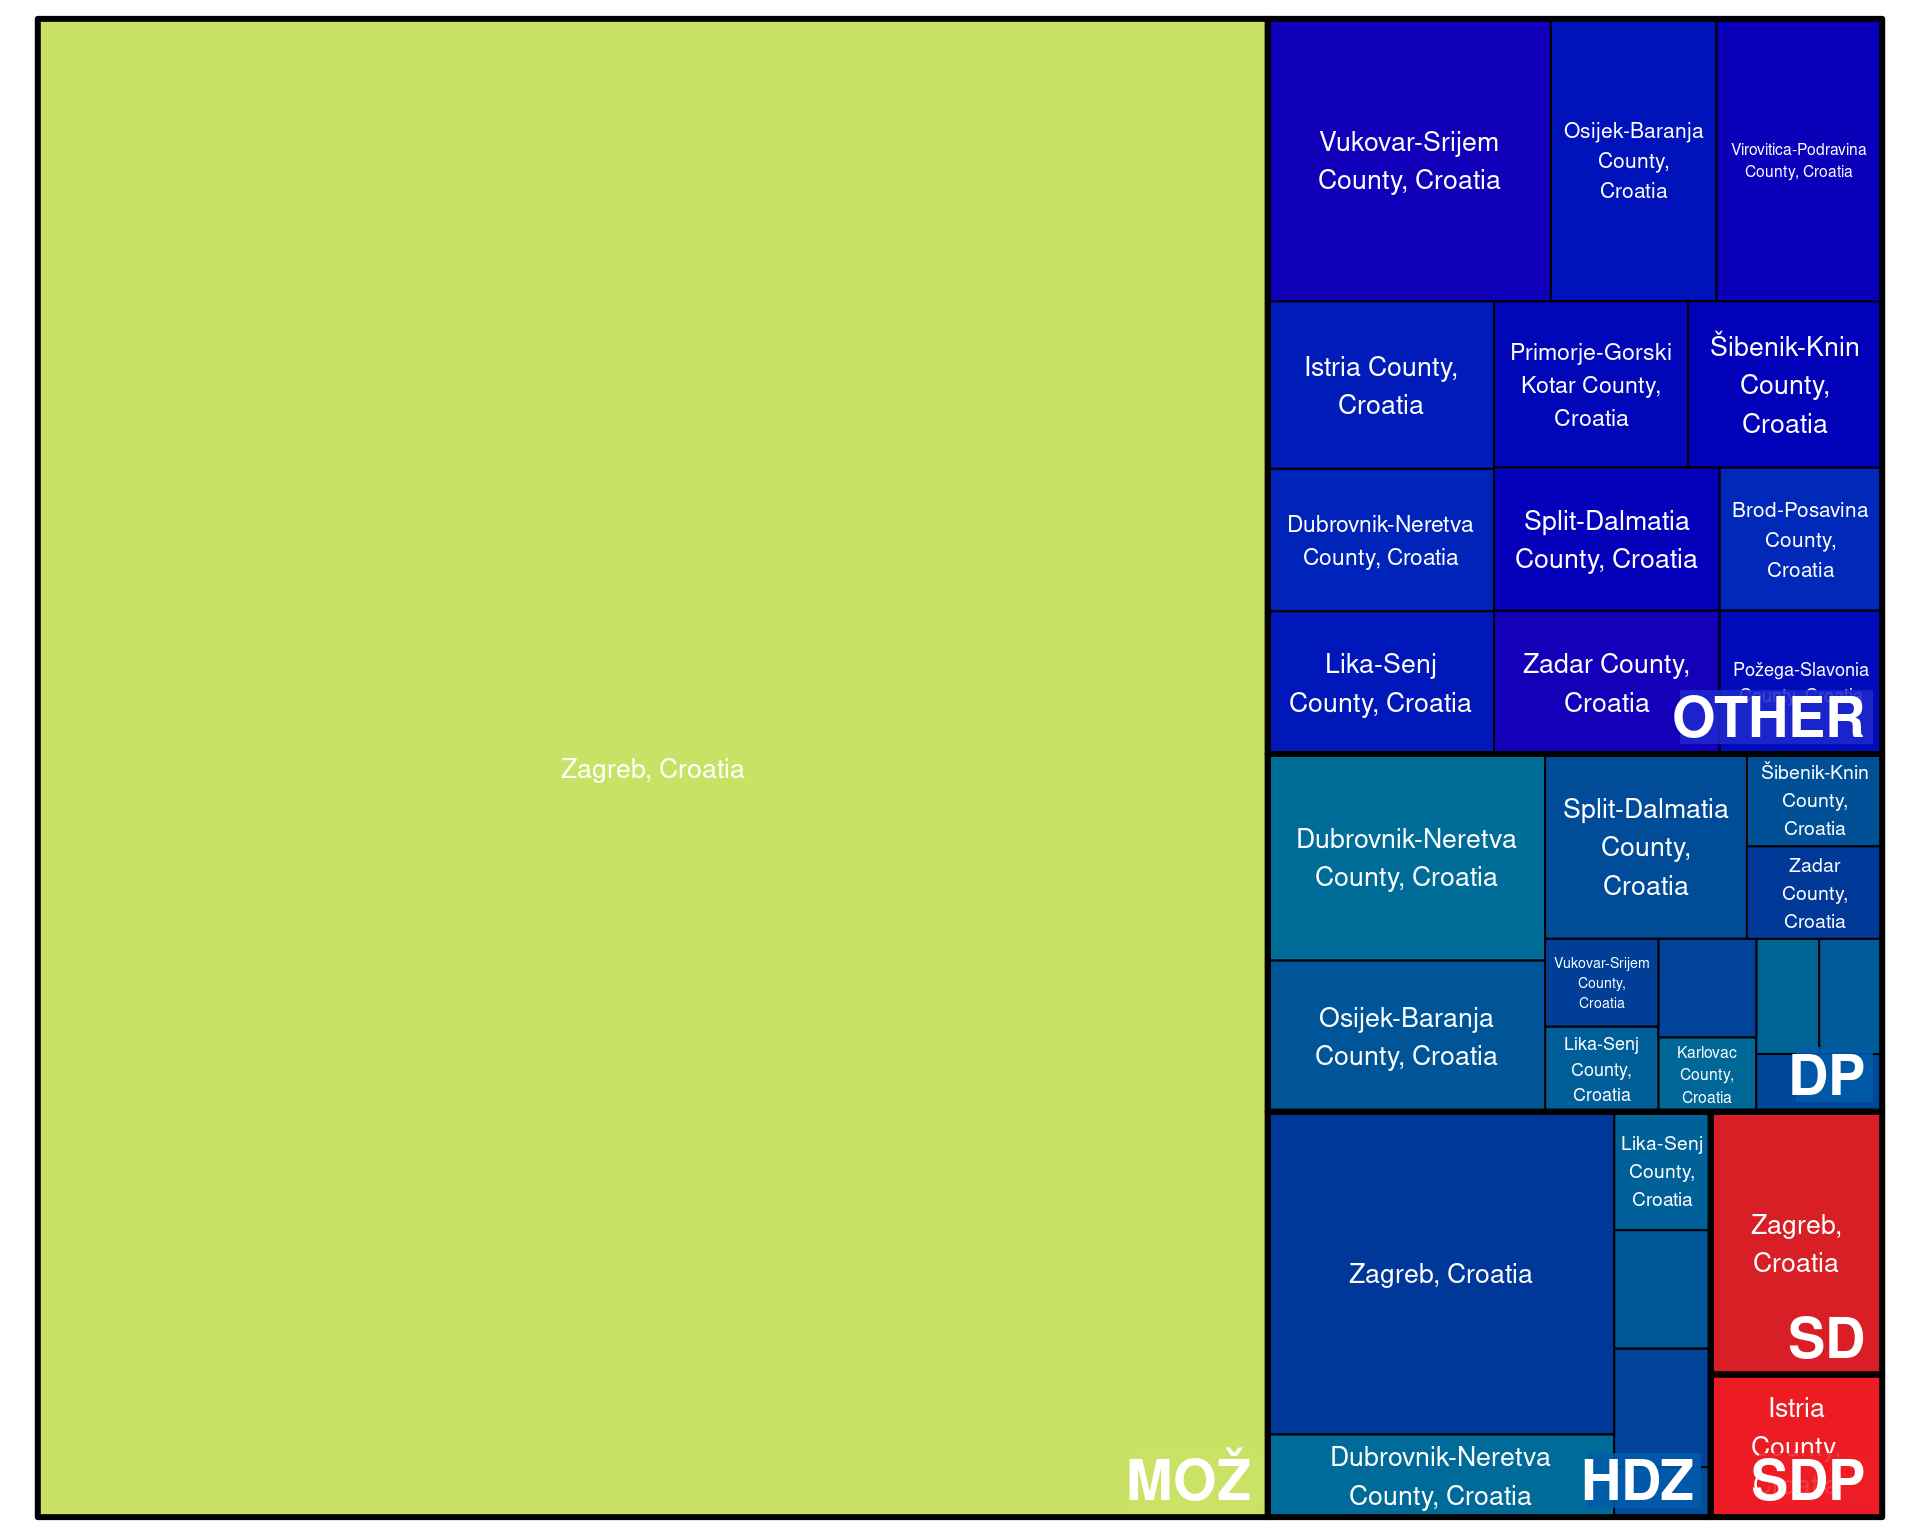 Zagreb, Croatia
MOŽ
Vukovar-Srijem
County, Croatia
Osijek-Baranja
County,
Croatia
Virovitica-Podravina
County, Croatia
Istria County,
Croatia
Primorje-Gorski
Kotar County,
Croatia
Šibenik-Knin
County,
Croatia
Dubrovnik-Neretva
County, Croatia
Split-Dalmatia
County, Croatia
Brod-Posavina
County,
Croatia
Lika-Senj
County, Croatia
Zadar County,
Croatia
Požega-Slavonia
County, Croatia
OTHER
Dubrovnik-Neretva
County, Croatia
Split-Dalmatia
County,
Croatia
Šibenik-Knin
County,
Croatia
Zadar
County,
Croatia
Osijek-Baranja
County, Croatia
Vukovar-Srijem
County,
Croatia
Lika-Senj
County,
Croatia
Karlovac
County,
Croatia
DP
Zagreb, Croatia
Lika-Senj
County,
Croatia
Dubrovnik-Neretva
County, Croatia
HDZ
Zagreb,
Croatia
SD
Istria
County,
Croatia
SDP